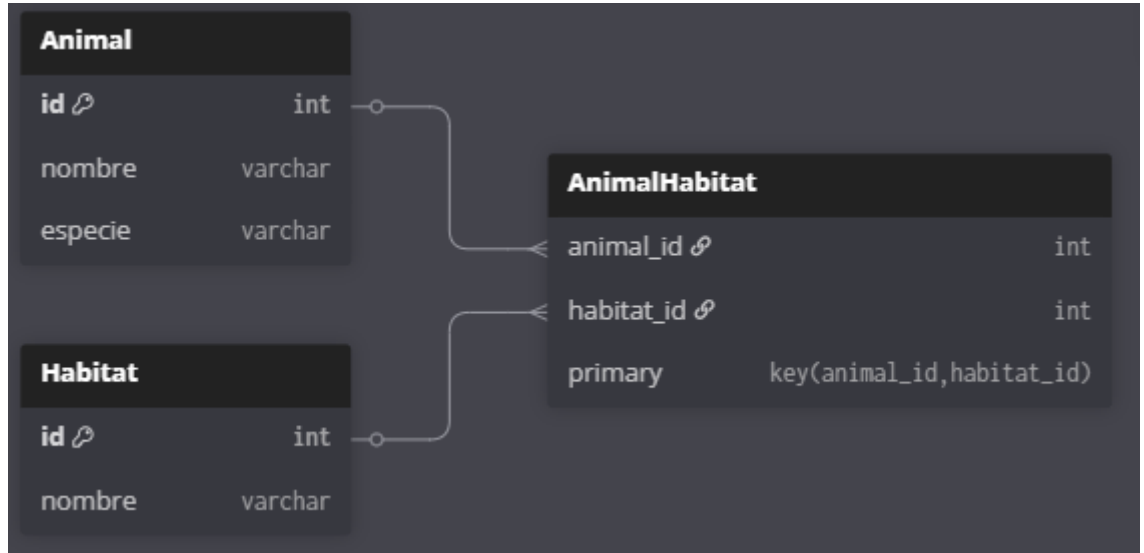 Animal
id int
nombre varchar
especie varchar
AnimalHabitat
animal_id int
habitat_id int
primary key(animal_id,habitat_id)
Habitat
id int
nombre varchar